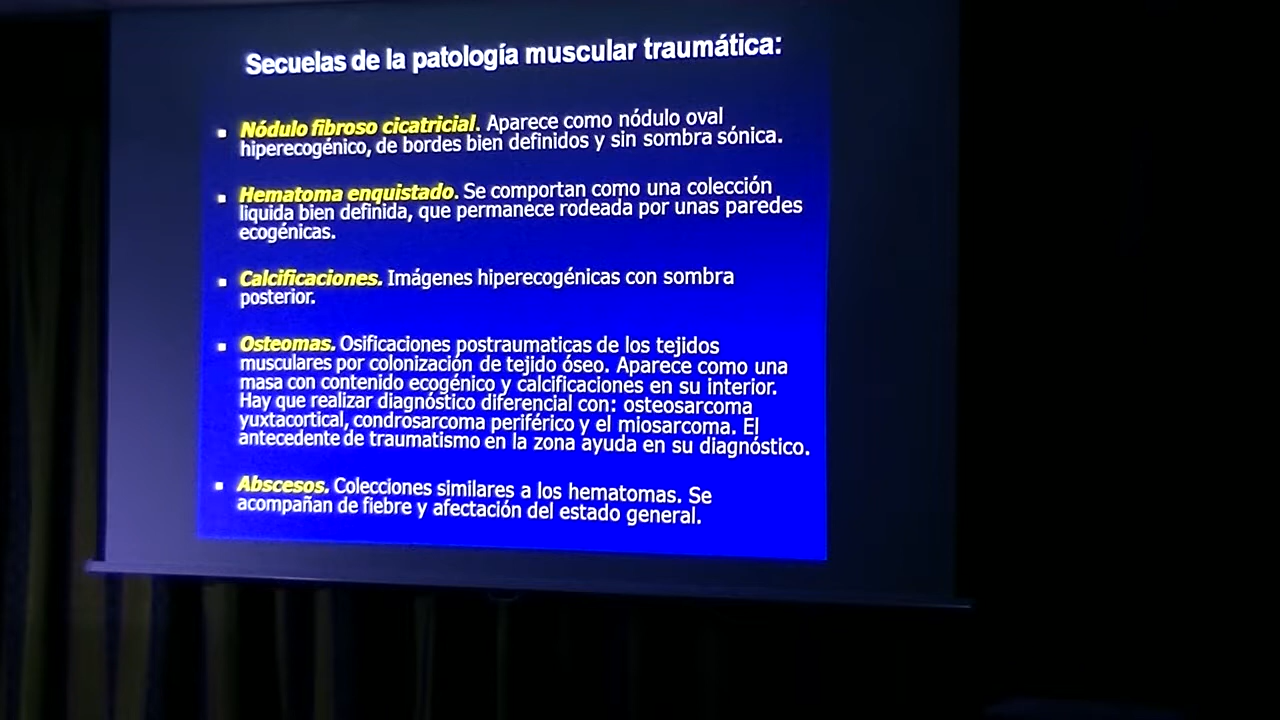 Secuelas de la patología muscular traumática:
▪ Nódulo fibroso cicatricial. Aparece como nódulo oval
hiperecogénico, de bordes bien definidos y sin sombra sónica.
▪ Hematoma enquistado. Se comportan como una colección
liquida bien definida, que permanece rodeada por unas paredes
ecogénicas.
▪ Calcificaciones. Imágenes hiperecogénicas con sombra
posterior.
▪ Osteomas. Osificaciones postraumaticas de los tejidos
musculares por colonización de tejido óseo. Aparece como una
masa con contenido ecogénico y calcificaciones en su interior.
Hay que realizar diagnóstico diferencial con: osteosarcoma
yuxtacortical, condrosarcoma periférico y el miosarcoma. El
antecedente de traumatismo en la zona ayuda en su diagnóstico.
▪ Abscesos. Colecciones similares a los hematomas. Se
acompañan de fiebre y afectación del estado general.